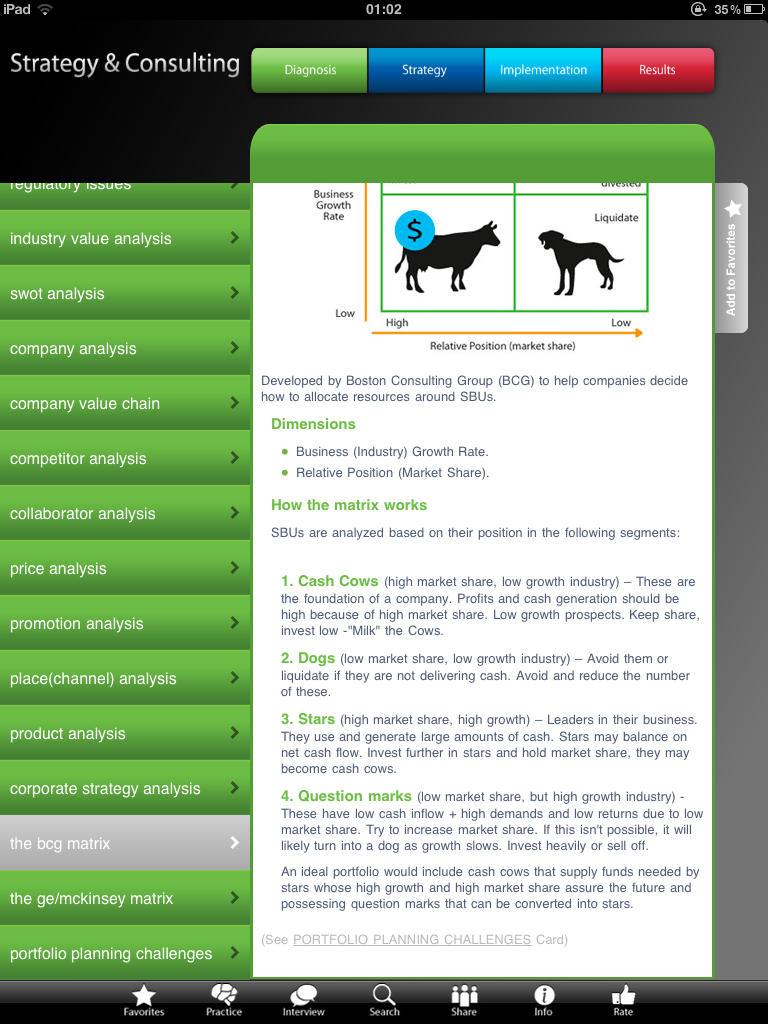 iPad 01:02 35%
Strategy & Consulting
Diagnosis Strategy Implementation Results
regulatory issues
industry value analysis
swot analysis
company analysis
company value chain
competitor analysis
collaborator analysis
price analysis
promotion analysis
place(channel) analysis
product analysis
corporate strategy analysis
the bcg matrix
the ge/mckinsey matrix
portfolio planning challenges
divested
Business
Growth
Rate
$
Liquidate
Low
High Low
Relative Position (market share)
Add to Favorites
Developed by Boston Consulting Group (BCG) to help companies decide
how to allocate resources around SBUs.
Dimensions
• Business (Industry) Growth Rate.
• Relative Position (Market Share).
How the matrix works
SBUs are analyzed based on their position in the following segments:
1. Cash Cows (high market share, low growth industry) – These are
the foundation of a company. Profits and cash generation should be
high because of high market share. Low growth prospects. Keep share,
invest low -"Milk" the Cows.
2. Dogs (low market share, low growth industry) – Avoid them or
liquidate if they are not delivering cash. Avoid and reduce the number
of these.
3. Stars (high market share, high growth) – Leaders in their business.
They use and generate large amounts of cash. Stars may balance on
net cash flow. Invest further in stars and hold market share, they may
become cash cows.
4. Question marks (low market share, but high growth industry) -
These have low cash inflow + high demands and low returns due to low
market share. Try to increase market share. If this isn't possible, it will
likely turn into a dog as growth slows. Invest heavily or sell off.
An ideal portfolio would include cash cows that supply funds needed by
stars whose high growth and high market share assure the future and
possessing question marks that can be converted into stars.
(See PORTFOLIO PLANNING CHALLENGES Card)
Favorites Practice Interview Search Share Info Rate